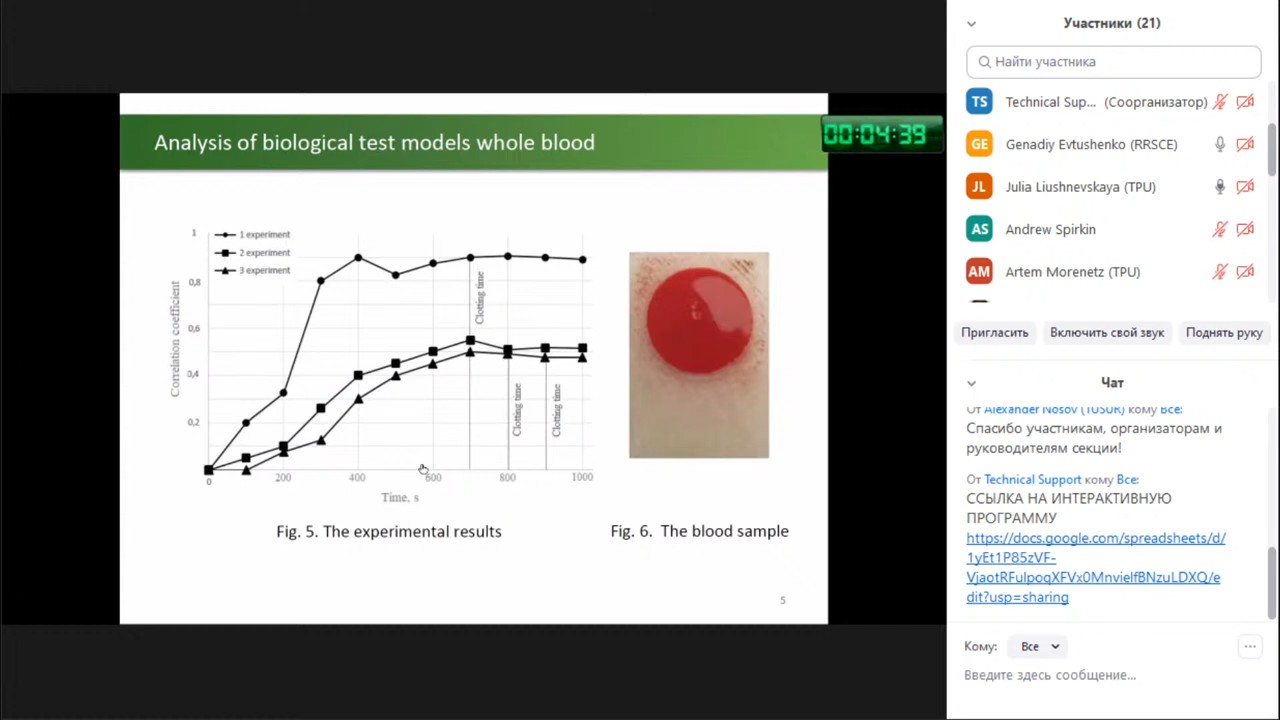 Analysis of biological test models whole blood
00:04:39
1 experiment
2 experiment
3 experiment
Correlation coefficient
1
0,8
0,6
0,4
0,2
0
200
400
600
800
1000
Clotting time
Clotting time
Clotting time
Time, s
Fig. 5. The experimental results
Fig. 6. The blood sample
5
Участники (21)
Найти участника
TS Technical Sup... (Соорганизатор)
GE Genadiy Evtushenko (RRSCE)
JL Julia Liushnevskaya (TPU)
AS Andrew Spirkin
AM Artem Morenetz (TPU)
Пригласить Включить свой звук Поднять руку
Чат
От Alexander Nosov (TUSUR) кому Все:
Спасибо участникам, организаторам и
руководителям секции!
От Technical Support кому Все:
ССЫЛКА НА ИНТЕРАКТИВНУЮ
ПРОГРАММУ
https://docs.google.com/spreadsheets/d/
1yEt1P85zVF-
VjaotRFulpoqXFVx0MnvielfBNzuLDXQ/e
dit?usp=sharing
Кому: Все
Введите здесь сообщение...